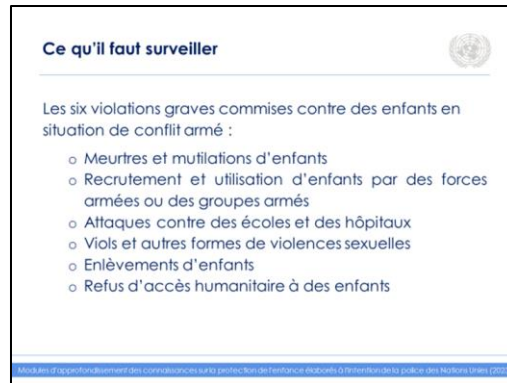 Ce qu'il faut surveiller
Les six violations graves commises contre des enfants en
situation de conflit armé :
o Meurtres et mutilations d'enfants
o Recrutement et utilisation d'enfants par des forces
armées ou des groupes armés
o Attaques contre des écoles et des hôpitaux
o Viols et autres formes de violences sexuelles
o Enlèvements d'enfants
o Refus d'accès humanitaire à des enfants
Modules d'approfondissement des connaissances sur la protection de l'enfance élaborés à l'intention de la police des Nations Unies